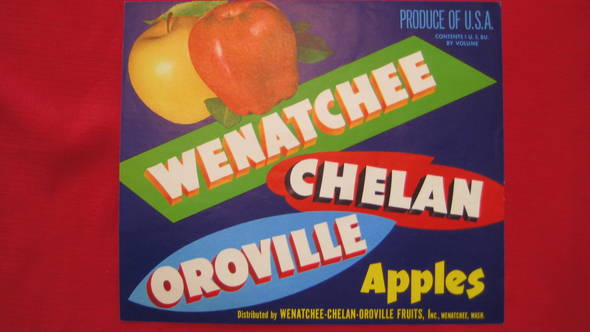 PRODUCE OF U.S.A.
CONTENTS 1 U. S. BU.
BY VOLUME
WENATCHEE
CHELAN
OROVILLE
Apples
Distributed by WENATCHEE-CHELAN-OROVILLE FRUITS, INC., WENATCHEE, WASH.